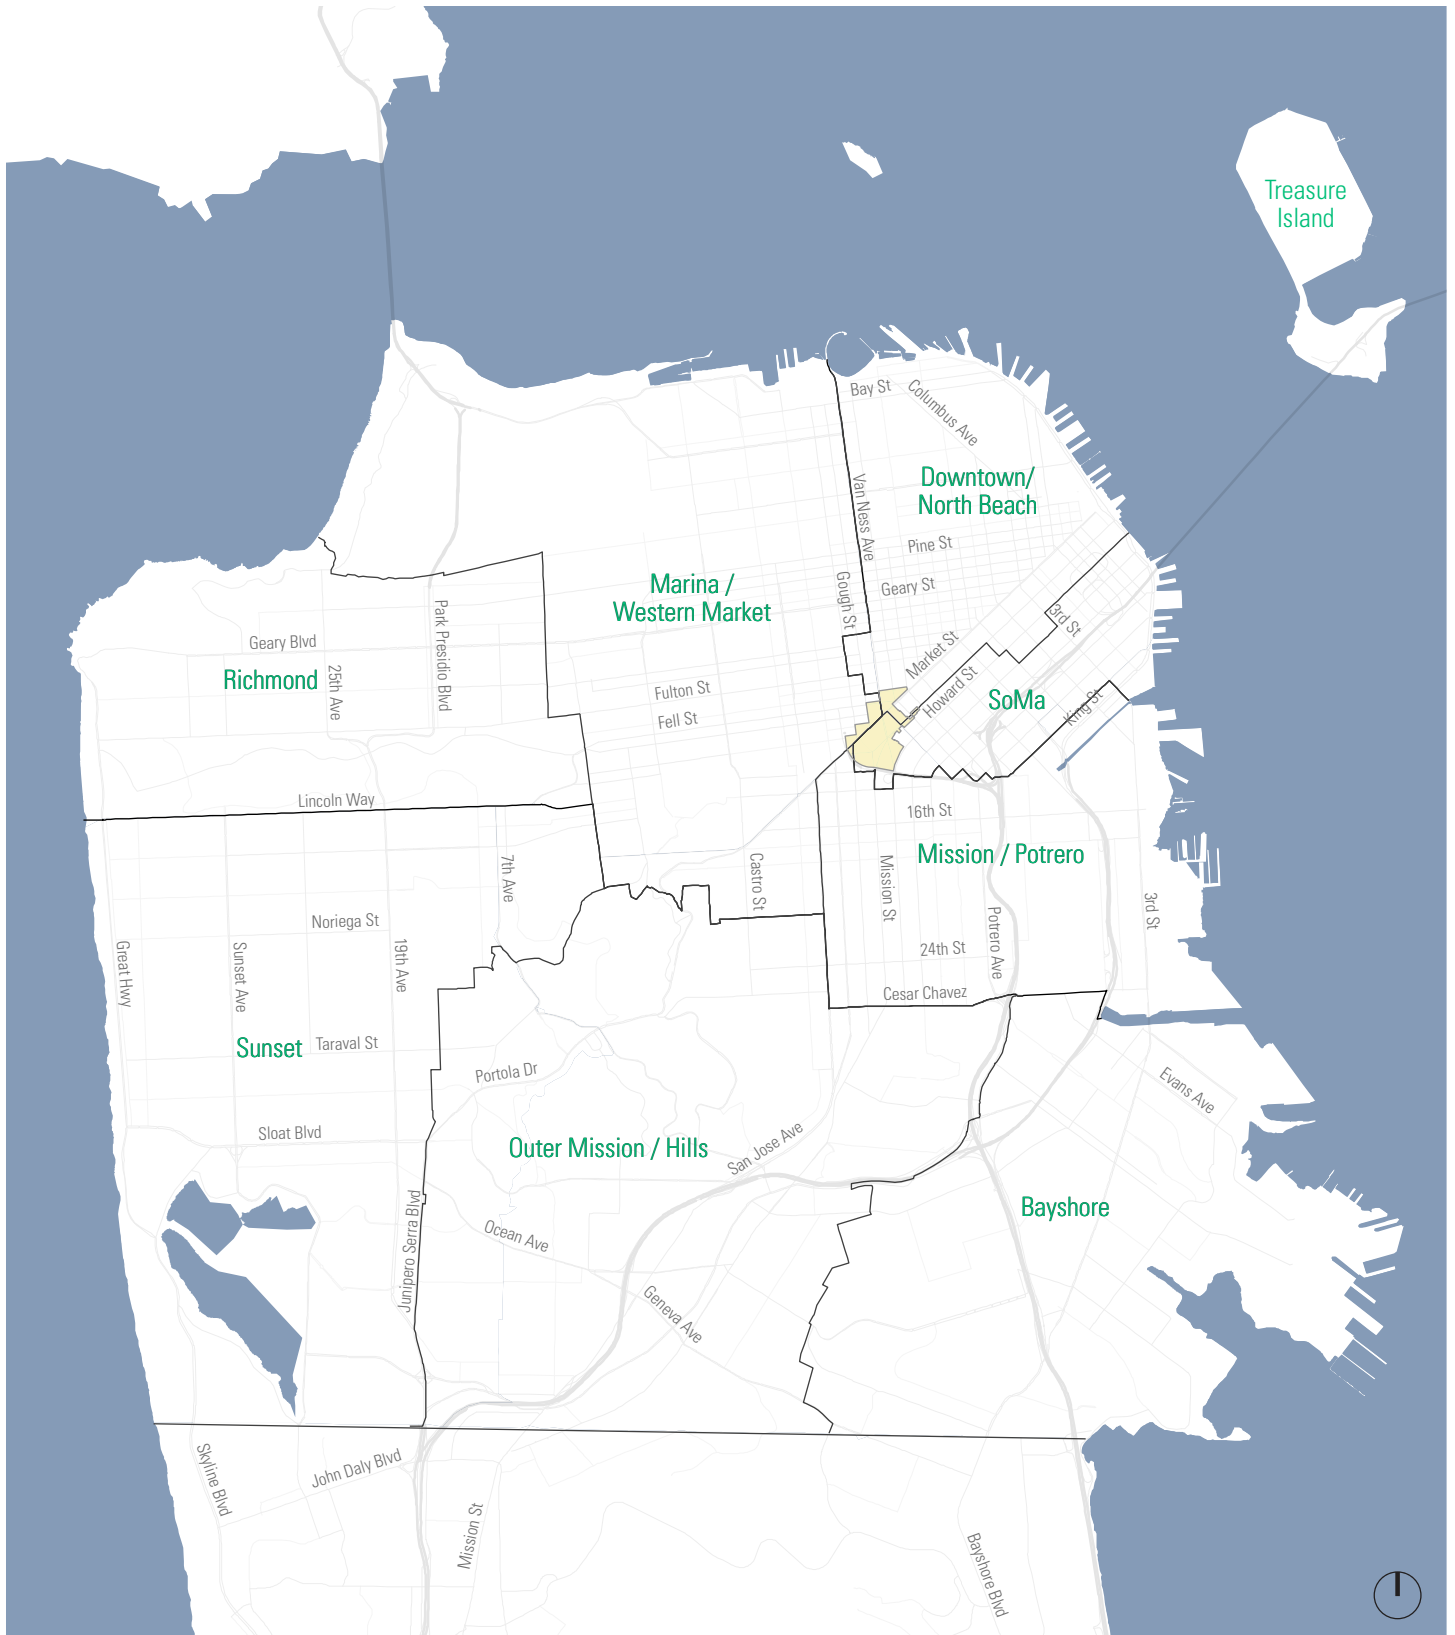 Treasure
Island
Bay St
Columbus Ave
Downtown/
North Beach
Van Ness Ave
Pine St
Geary St
Marina /
Western Market
Gough St
Park Presidio Blvd
3rd St
Geary Blvd
Market St
Richmond
25th Ave
Fulton St
Howard St
SoMa
Fell St
King St
Lincoln Way
16th St
Mission / Potrero
7th Ave
Castro St
Mission St
3rd St
Noriega St
Potrero Ave
Great Hwy
Sunset Ave
19th Ave
24th St
Cesar Chavez
Sunset
Taraval St
Portola Dr
Evans Ave
Sloat Blvd
Outer Mission / Hills
San Jose Ave
Bayshore
Junipero Serra Blvd
Ocean Ave
Geneva Ave
Skyline Blvd
John Daly Blvd
Mission St
Bayshore Blvd